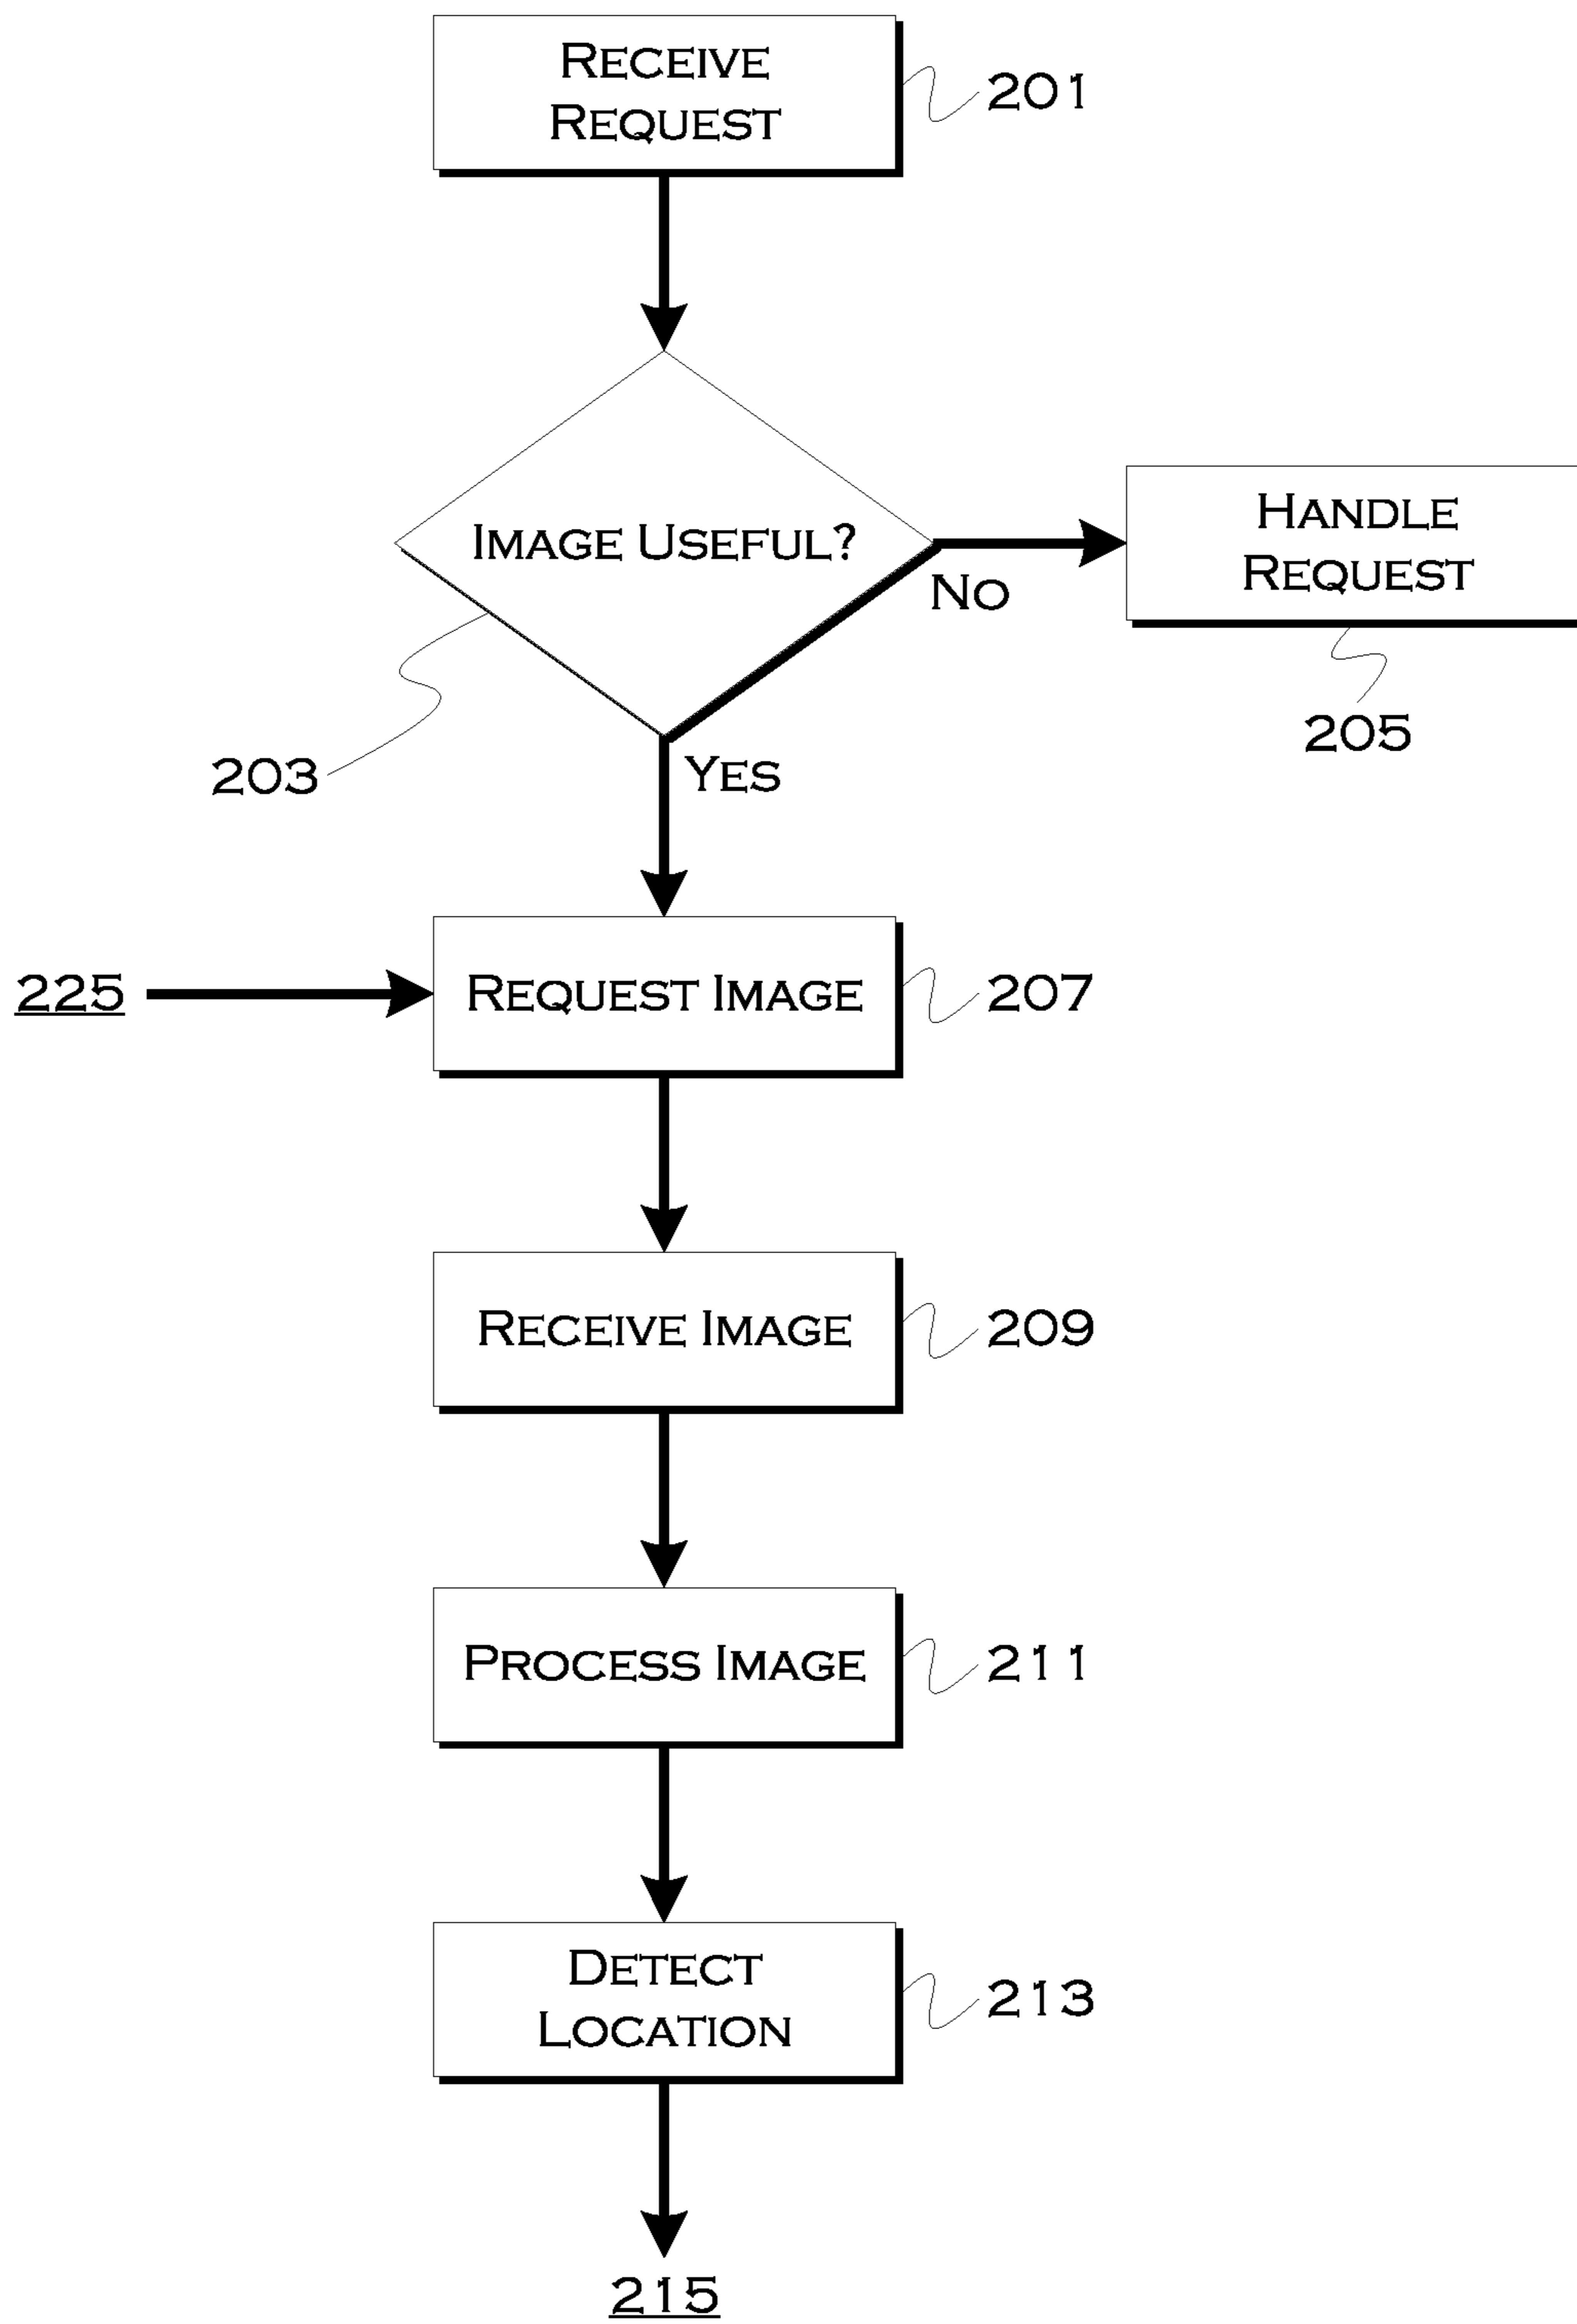 RECEIVE
REQUEST
201
IMAGE USEFUL?
HANDLE
REQUEST
NO
205
203
YES
225
REQUEST IMAGE
207
RECEIVE IMAGE
209
PROCESS IMAGE
211
DETECT
LOCATION
213
215